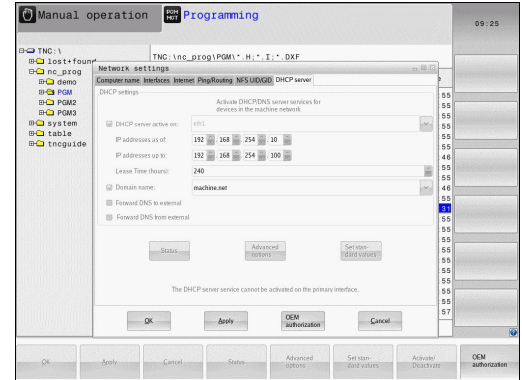 Manual operation
PGM
MGT
Programming
09:25
TNC:\
lost+found
nc_prog
demo
PGM
PGM2
PGM3
system
table
tncguide
TNC:\nc_prog\PGM\*.H;*.I;*.DXF
Network settings
Computer name Interfaces Internet Ping/Routing NFS UID/GID DHCP server
DHCP settings
Activate DHCP/DNS server services for
devices in the machine network
DHCP server active on: eth1
IP addresses as of: 192 . 168 . 254 . 10
IP addresses up to: 192 . 168 . 254 . 100
Lease Time (hours): 240
Domain name: machine.net
Forward DNS to external
Forward DNS from external
Status
Advanced
options
Set stan-
dard values
The DHCP server service cannot be activated on the primary interface.
OK
Apply
OEM
authorization
Cancel
55
55
55
55
55
55
46
55
55
46
55
31
55
55
55
55
55
55
55
55
55
57
OK
Apply
Cancel
Status
Advanced
options
Set stan-
dard values
Activate/
Deactivate
OEM
authorization